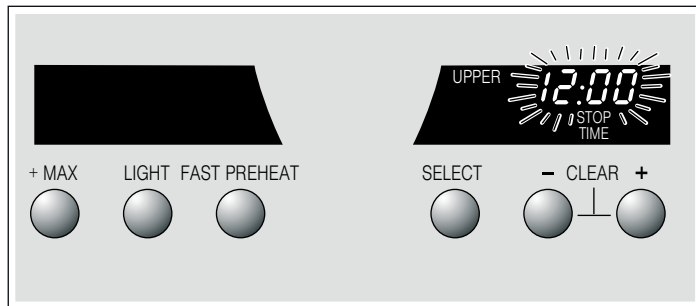 UPPER 12:00
STOP
TIME
+ MAX LIGHT FAST PREHEAT SELECT – CLEAR +